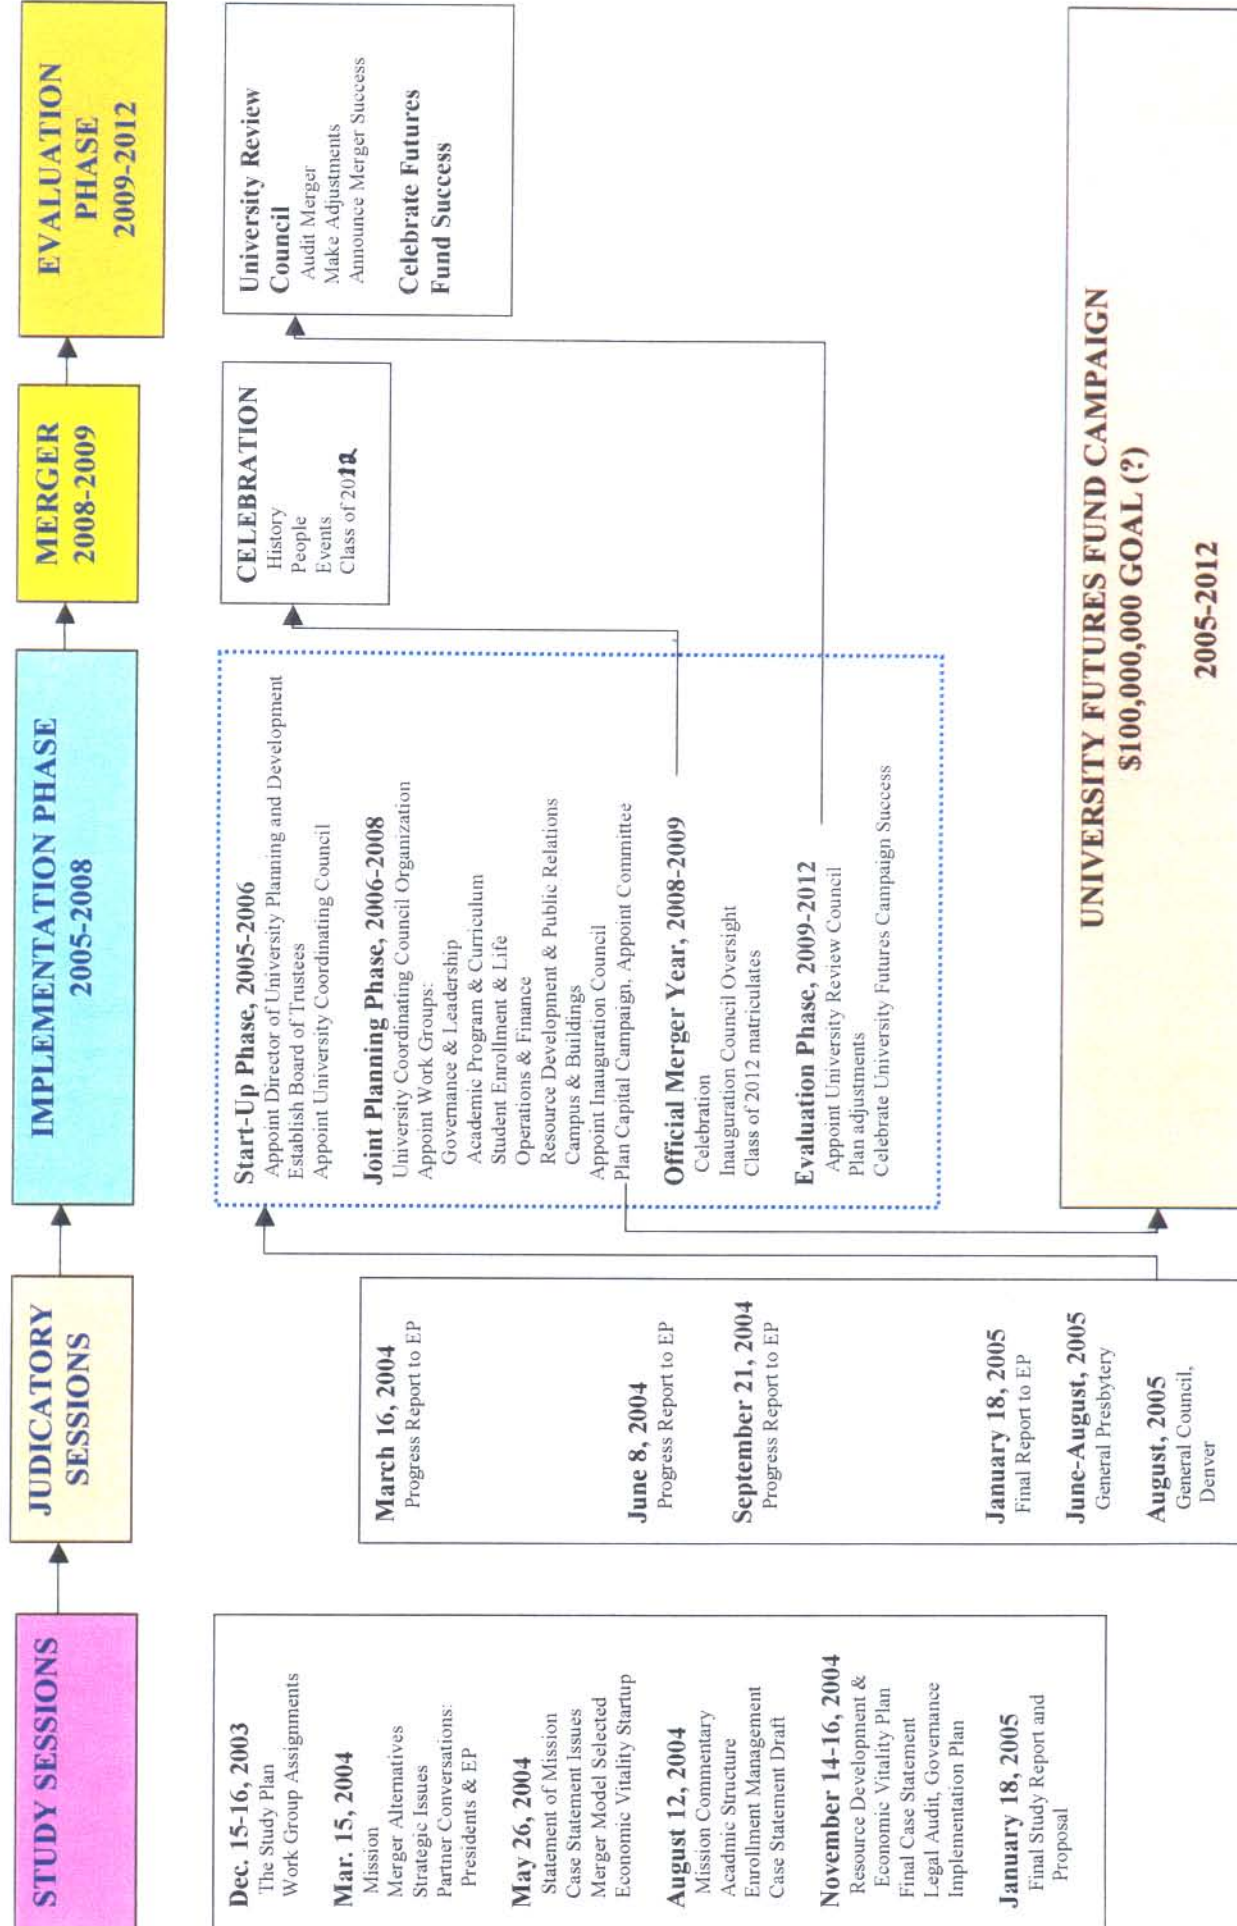 STUDY SESSIONS
JUDICATORY
SESSIONS
IMPLEMENTATION PHASE
2005-2008
MERGER
2008-2009
EVALUATION
PHASE
2009-2012
Dec. 15-16, 2003
The Study Plan
Work Group Assignments
Mar. 15, 2004
Mission
Merger Alternatives
Strategic Issues
Partner Conversations:
Presidents & EP
May 26, 2004
Statement of Mission
Case Statement Issues
Merger Model Selected
Economic Vitality Startup
August 12, 2004
Mission Commentary
Acadmic Structure
Enrollment Management
Case Statement Draft
November 14-16, 2004
Resource Development &
Economic Vitality Plan
Final Case Statement
Legal Audit, Governance
Implementation Plan
January 18, 2005
Final Study Report and
Proposal
March 16, 2004
Progress Report to EP
June 8, 2004
Progress Report to EP
September 21, 2004
Progress Report to EP
January 18, 2005
Final Report to EP
June-August, 2005
General Presbytery
August, 2005
General Council,
Denver
Start-Up Phase, 2005-2006
Appoint Director of University Planning and Development
Establish Board of Trustees
Appoint University Coordinating Council
Joint Planning Phase, 2006-2008
University Coordinating Council Organization
Appoint Work Groups:
Governance & Leadership
Academic Program & Curriculum
Student Enrollment & Life
Operations & Finance
Resource Development & Public Relations
Campus & Buildings
Appoint Inauguration Council
Plan Capital Campaign, Appoint Committee
Official Merger Year, 2008-2009
Celebration
Inauguration Council Oversight
Class of 2012 matriculates
Evaluation Phase, 2009-2012
Appoint University Review Council
Plan adjustments
Celebrate University Futures Campaign Success
CELEBRATION
History
People
Events
Class of 2012
University Review
Council
Audit Merger
Make Adjustments
Announce Merger Success
Celebrate Futures
Fund Success
UNIVERSITY FUTURES FUND CAMPAIGN
$100,000,000 GOAL (?)
2005-2012